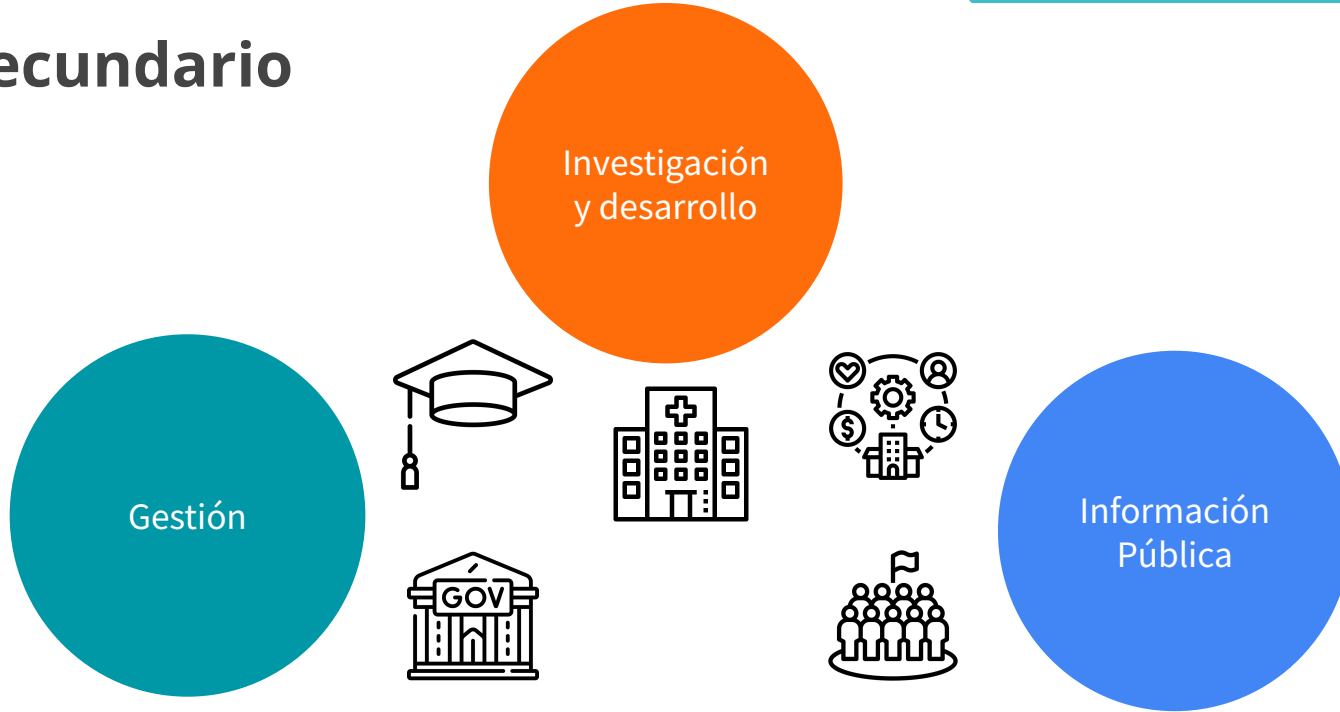 ecundario
Investigación
y desarrollo
Gestión
GOV
$
Información
Pública